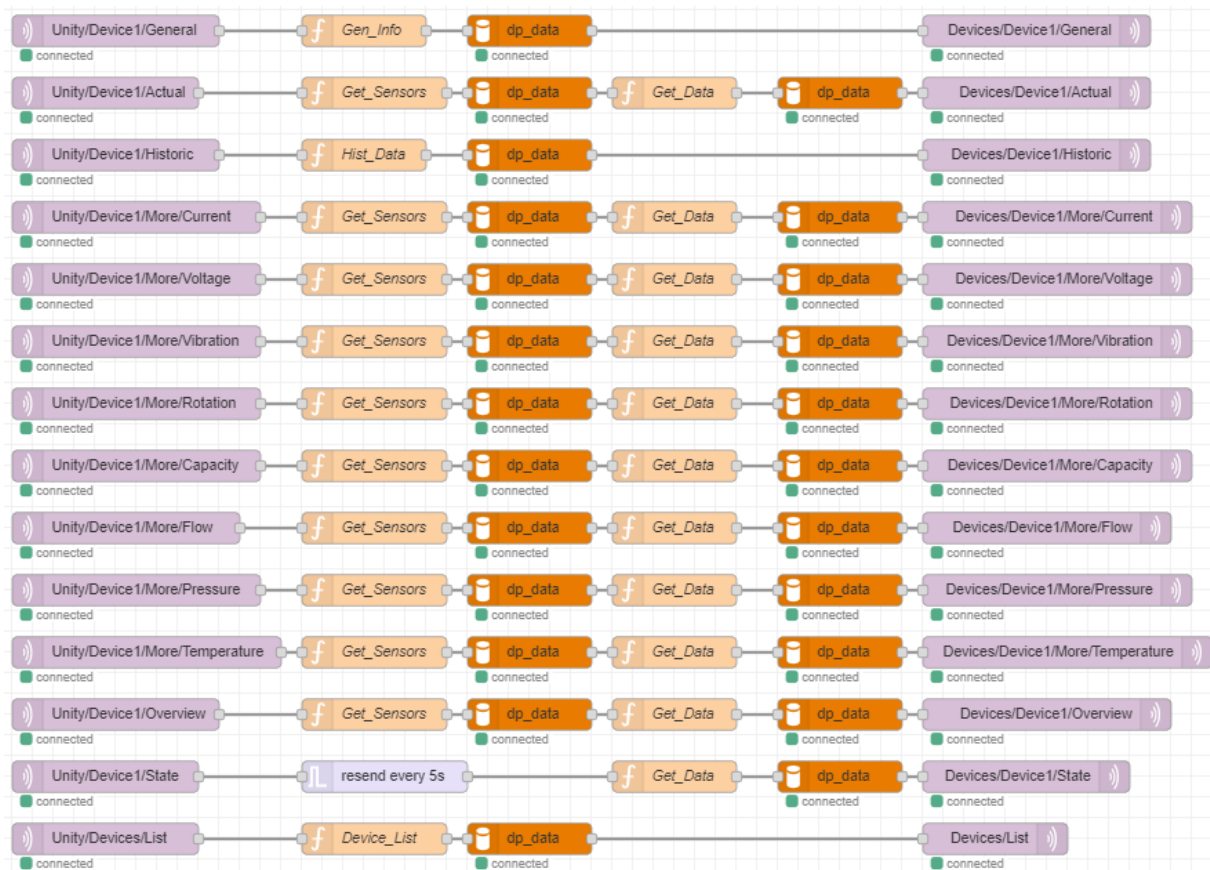 Unity/Device1/General Gen_Info dp_data Devices/Device1/General
connected connected connected
Unity/Device1/Actual Get_Sensors dp_data Get_Data dp_data Devices/Device1/Actual
connected connected connected connected
Unity/Device1/Historic Hist_Data dp_data Devices/Device1/Historic
connected connected connected
Unity/Device1/More/Current Get_Sensors dp_data Get_Data dp_data Devices/Device1/More/Current
connected connected connected connected
Unity/Device1/More/Voltage Get_Sensors dp_data Get_Data dp_data Devices/Device1/More/Voltage
connected connected connected connected
Unity/Device1/More/Vibration Get_Sensors dp_data Get_Data dp_data Devices/Device1/More/Vibration
connected connected connected connected
Unity/Device1/More/Rotation Get_Sensors dp_data Get_Data dp_data Devices/Device1/More/Rotation
connected connected connected connected
Unity/Device1/More/Capacity Get_Sensors dp_data Get_Data dp_data Devices/Device1/More/Capacity
connected connected connected connected
Unity/Device1/More/Flow Get_Sensors dp_data Get_Data dp_data Devices/Device1/More/Flow
connected connected connected connected
Unity/Device1/More/Pressure Get_Sensors dp_data Get_Data dp_data Devices/Device1/More/Pressure
connected connected connected connected
Unity/Device1/More/Temperature Get_Sensors dp_data Get_Data dp_data Devices/Device1/More/Temperature
connected connected connected connected
Unity/Device1/Overview Get_Sensors dp_data Get_Data dp_data Devices/Device1/Overview
connected connected connected connected
Unity/Device1/State resend every 5s Get_Data dp_data Devices/Device1/State
connected connected connected
Unity/Devices/List Device_List dp_data Devices/List
connected connected connected